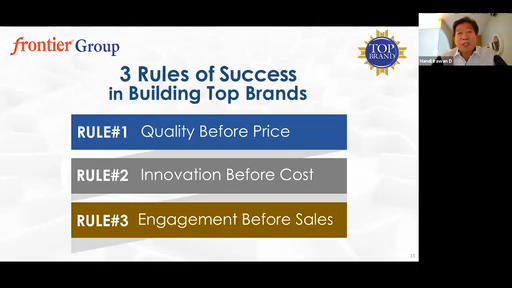 frontier Group
TOP
BRAND
3 Rules of Success
in Building Top Brands
RULE#1 Quality Before Price
RULE#2 Innovation Before Cost
RULE#3 Engagement Before Sales